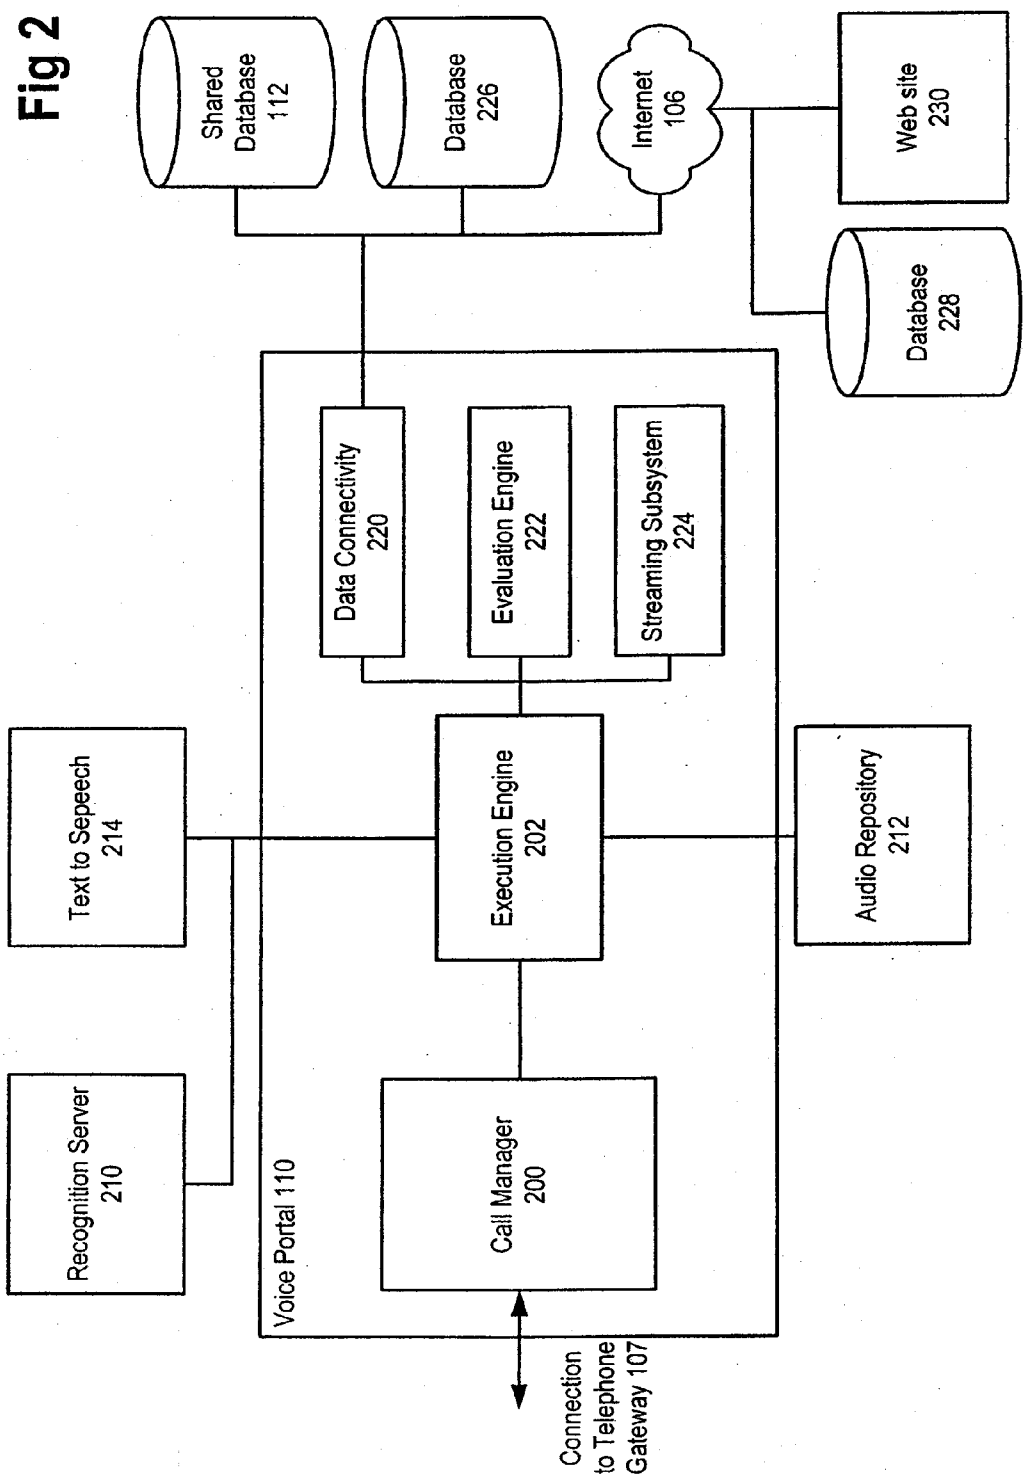 Fig 2
Recognition Server
210
Text to Sepeech
214
Shared
Database
112
Database
226
Internet
106
Web site
230
Database
228
Voice Portal 110
Data Connectivity
220
Evaluation Engine
222
Streaming Subsystem
224
Execution Engine
202
Call Manager
200
Connection
to Telephone
Gateway 107
Audio Repository
212